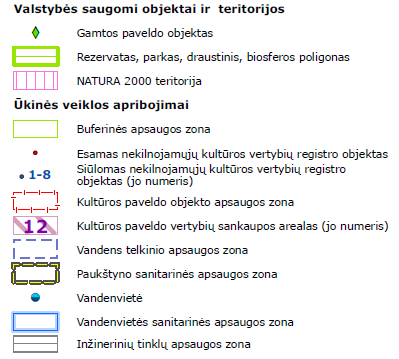 Valstybės saugomi objektai ir teritorijos
Gamtos paveldo objektas
Rezervatas, parkas, draustinis, biosferos poligonas
NATURA 2000 teritorija
Ūkinės veiklos apribojimai
Buferinės apsaugos zona
Esamas nekilnojamųjų kultūros vertybių registro objektas
1-8 Siūlomas nekilnojamųjų kultūros vertybių registro
objektas (jo numeris)
Kultūros paveldo objekto apsaugos zona
12 Kultūros paveldo vertybių sankaupos arealas (jo numeris)
Vandens telkinio apsaugos zona
Paukštyno sanitarinės apsaugos zona
Vandenvietė
Vandenvietės sanitarinės apsaugos zona
Inžinerinių tinklų apsaugos zona